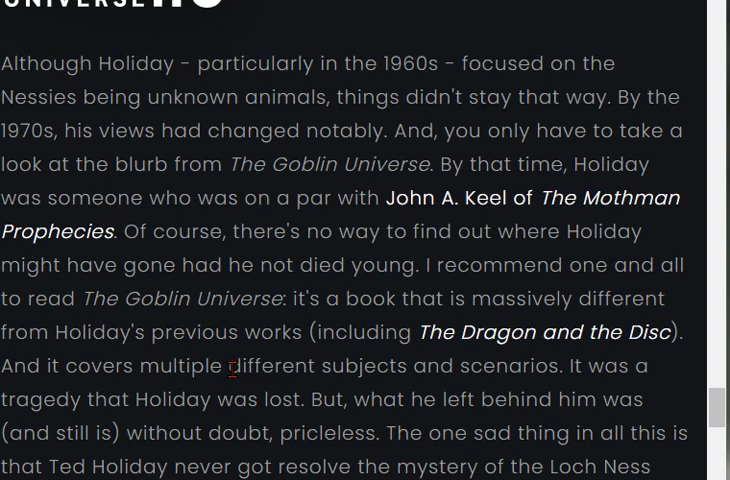 UNIVERSE
Although Holiday - particularly in the 1960s - focused on the
Nessies being unknown animals, things didn't stay that way. By the
1970s, his views had changed notably. And, you only have to take a
look at the blurb from The Goblin Universe. By that time, Holiday
was someone who was on a par with John A. Keel of The Mothman
Prophecies. Of course, there's no way to find out where Holiday
might have gone had he not died young. I recommend one and all
to read The Goblin Universe: it's a book that is massively different
from Holiday's previous works (including The Dragon and the Disc).
And it covers multiple different subjects and scenarios. It was a
tragedy that Holiday was lost. But, what he left behind him was
(and still is) without doubt, priceless. The one sad thing in all this is
that Ted Holiday never got resolve the mystery of the Loch Ness